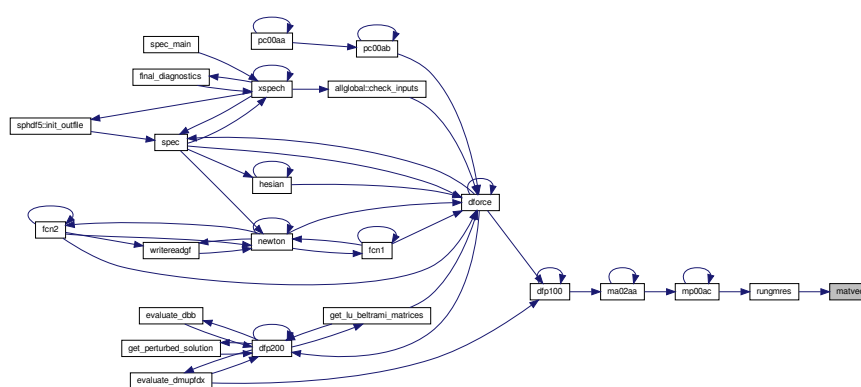 pc00aa
spec_main
pc00ab
final_diagnostics
xspech
allglobal::check_inputs
sphdf5::init_outfile
spec
hesian
dforce
fcn2
newton
writereadgf
fcn1
dfp100
ma02aa
mp00ac
rungmres
matvec
evaluate_dbb
get_lu_beltrami_matrices
get_perturbed_solution
dfp200
evaluate_dmupfdx